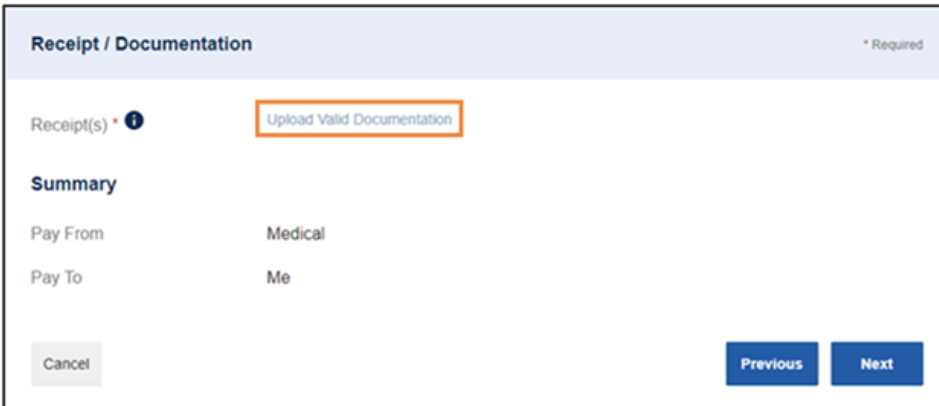 Receipt / Documentation * Required
Receipt(s) * i Upload Valid Documentation
Summary
Pay From Medical
Pay To Me
Cancel Previous Next